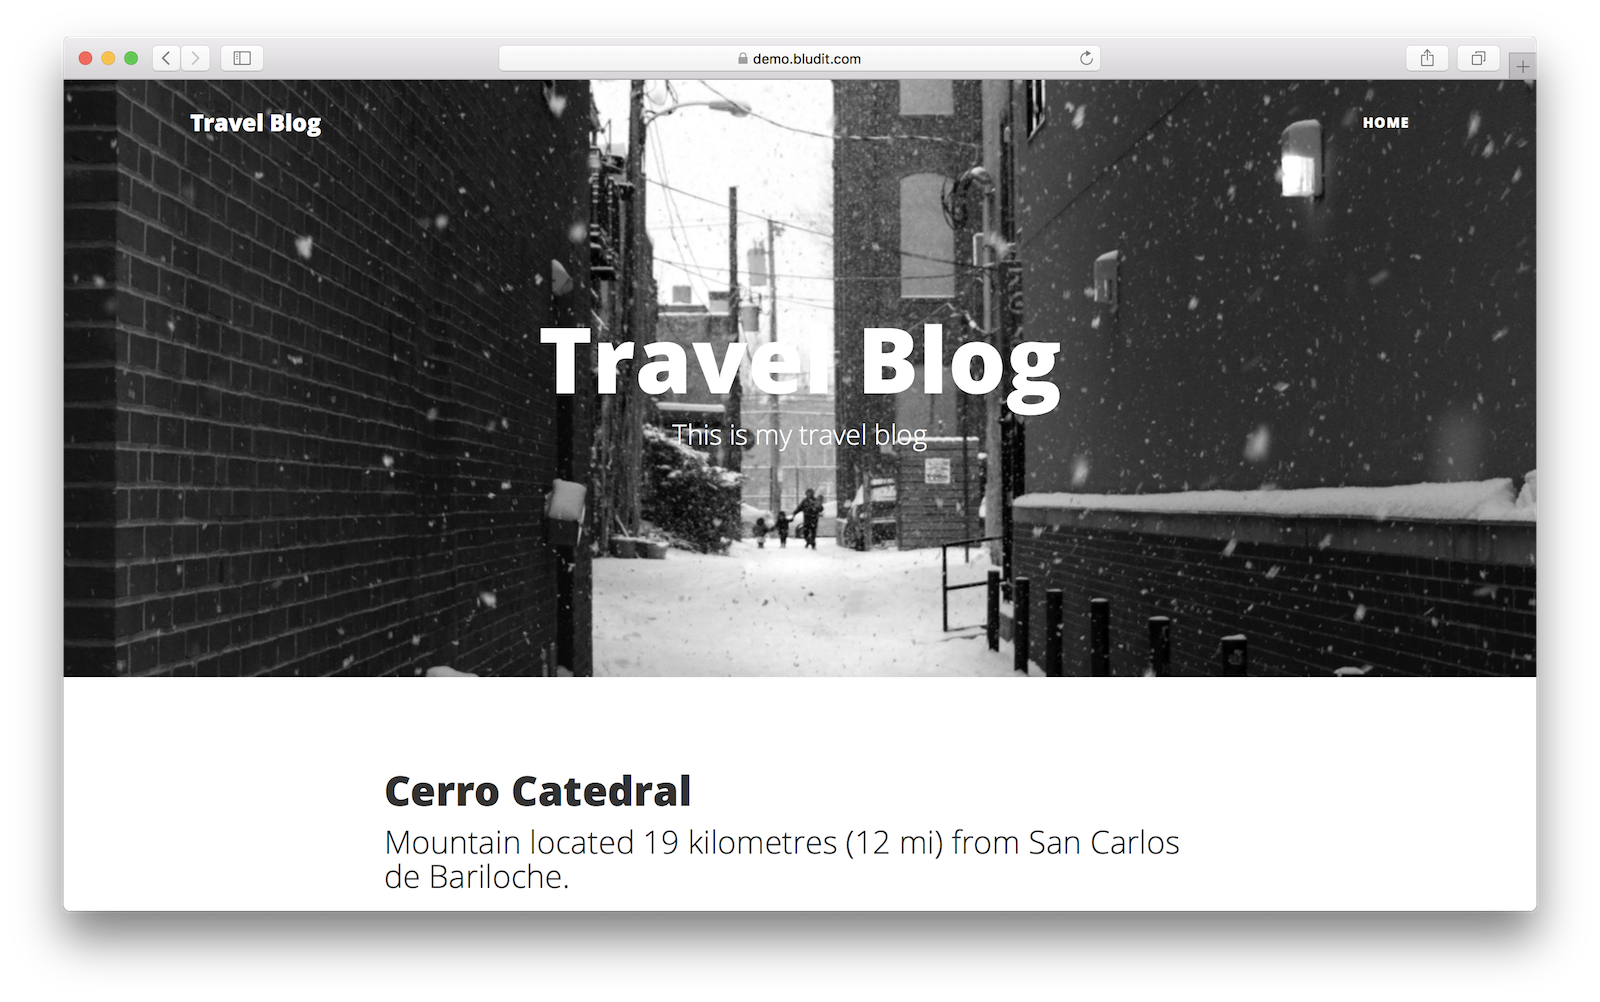 demo.bludit.com
Travel Blog
HOME
Travel Blog
This is my travel blog
Cerro Catedral
Mountain located 19 kilometres (12 mi) from San Carlos
de Bariloche.